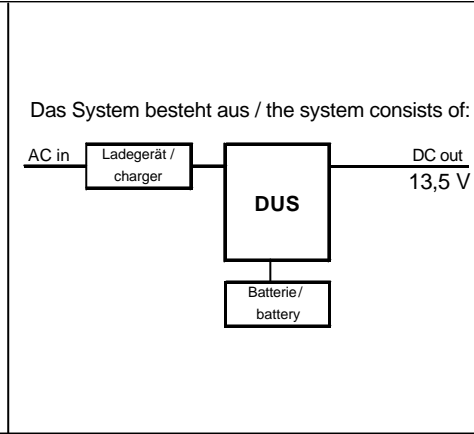 Das System besteht aus / the system consists of:
AC in
Ladegerät /
charger
DUS
DC out
13,5 V
Batterie/
battery